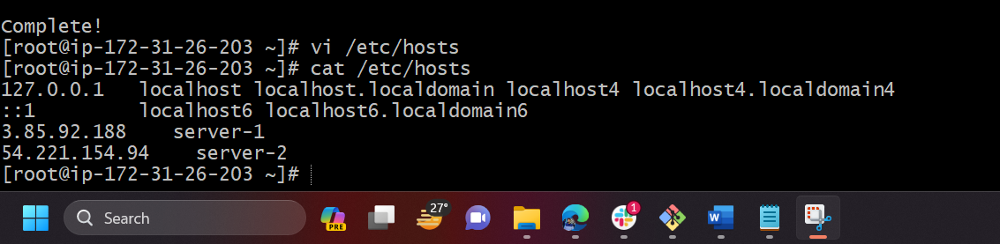 Complete!
[root@ip-172-31-26-203 ~]# vi /etc/hosts
[root@ip-172-31-26-203 ~]# cat /etc/hosts
127.0.0.1   localhost localhost.localdomain localhost4 localhost4.localdomain4
::1         localhost6 localhost6.localdomain6
3.85.92.188    server-1
54.221.154.94    server-2
[root@ip-172-31-26-203 ~]#
Search PRE 27° 1 W